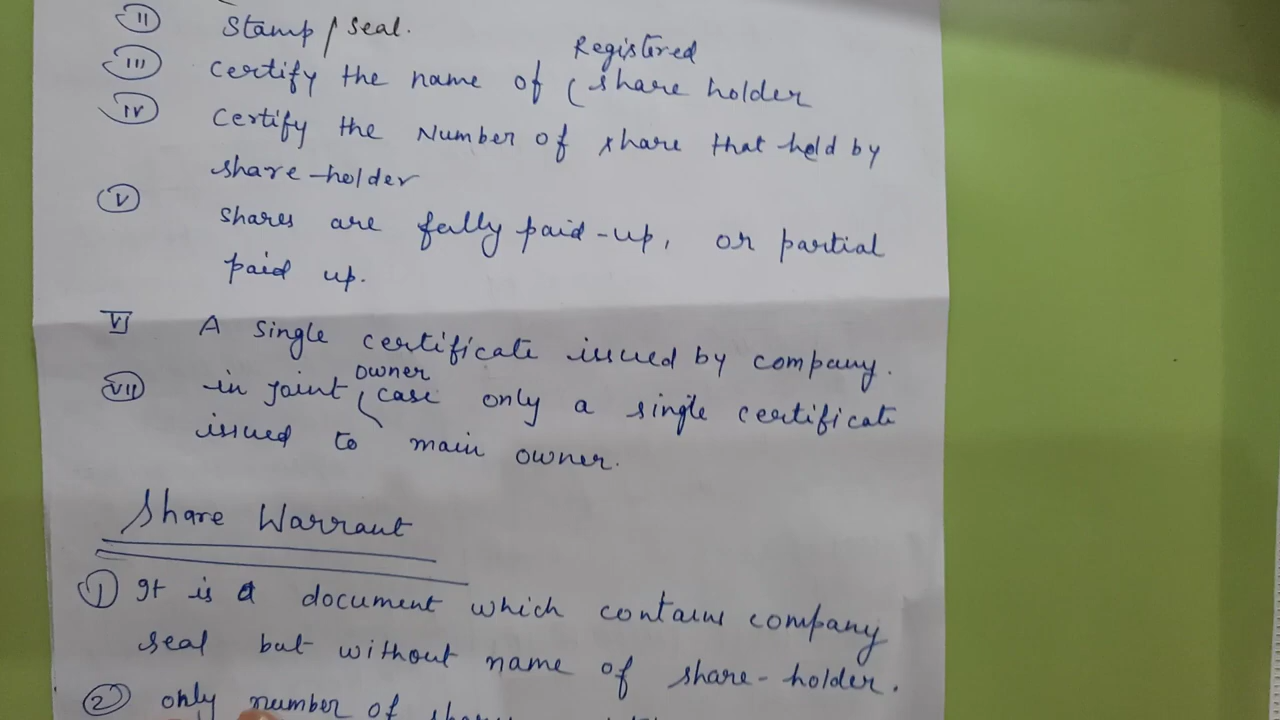 (II) Stamp / seal.
Registered
(III) certify the name of ( share holder
(IV) certify the Number of share that held by
share-holder
(V) shares are fully paid-up, or partial
paid up.
VI A single certificate issued by company.
owner
(VII) in joint case only a single certificate
issued to main owner.
Share Warrant
(1) It is a document which contains company
seal but without name of share-holder.
(2) only number of